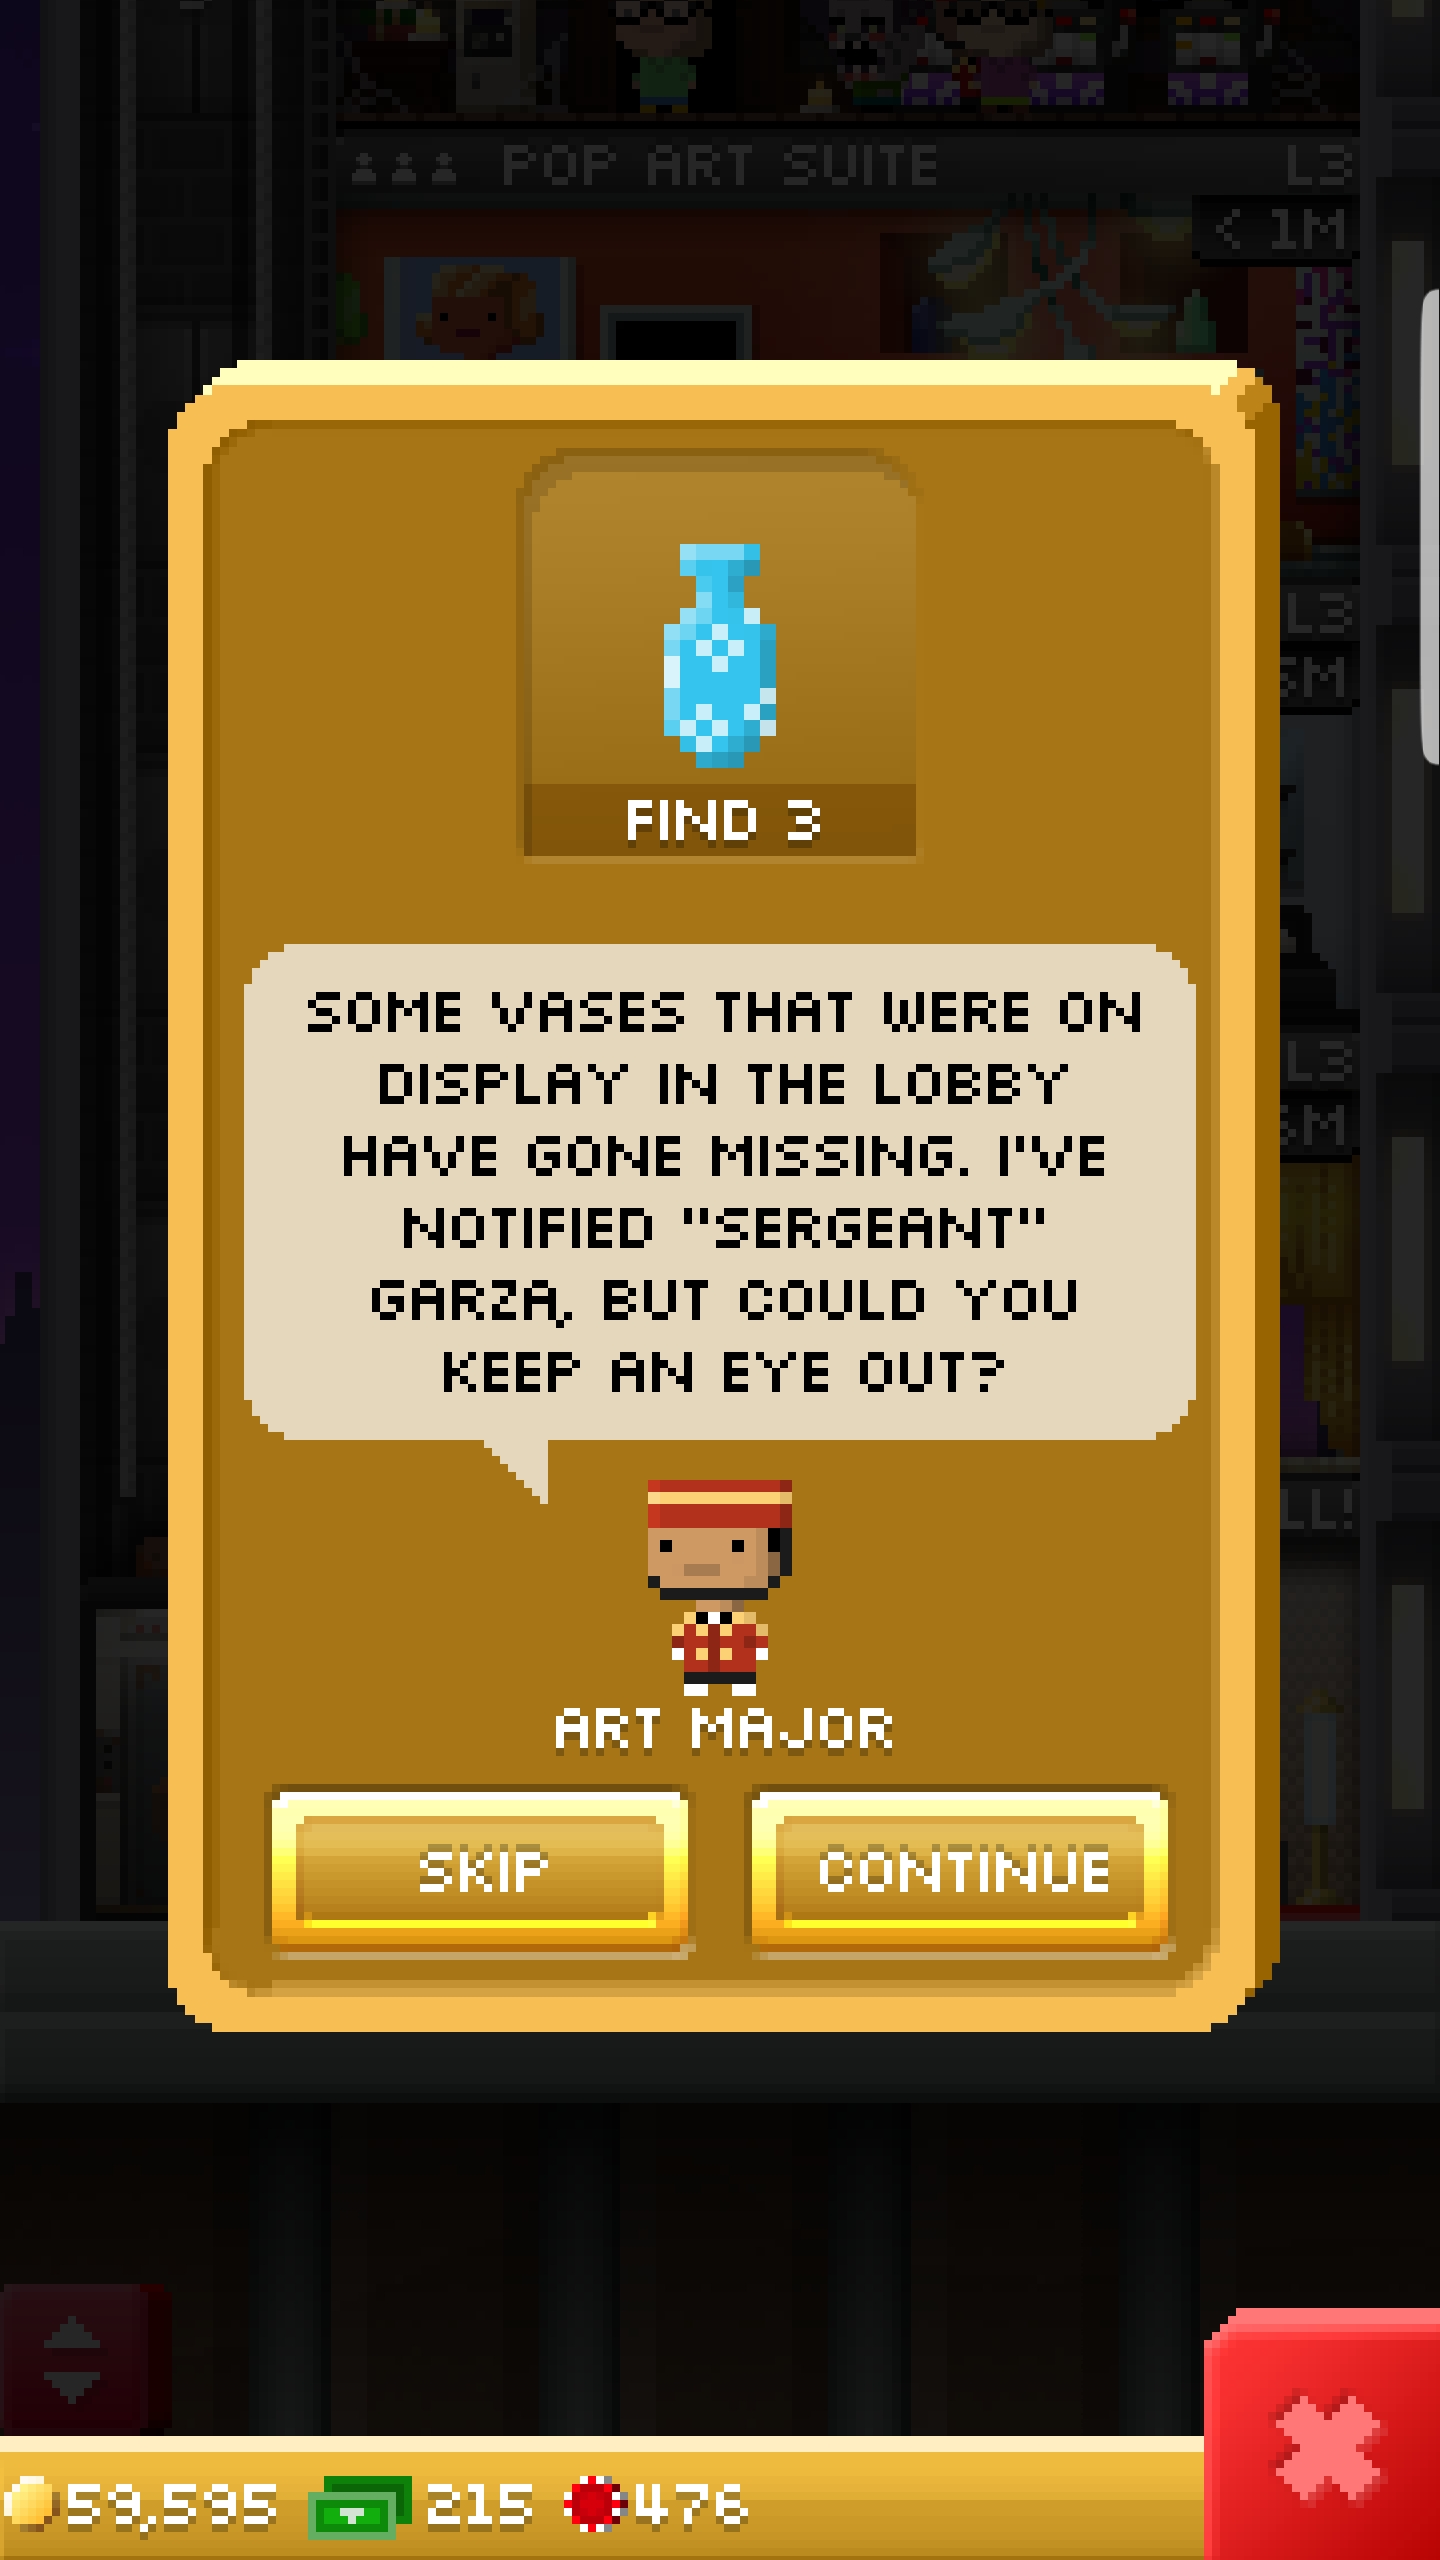 POP ART SUITE L3
< 1M
L3
FIND 3
SOME VASES THAT WERE ON
DISPLAY IN THE LOBBY
HAVE GONE MISSING. I'VE
NOTIFIED "SERGEANT"
GARZA, BUT COULD YOU
KEEP AN EYE OUT?
L3
ART MAJOR
SKIP CONTINUE
59,595 215 476